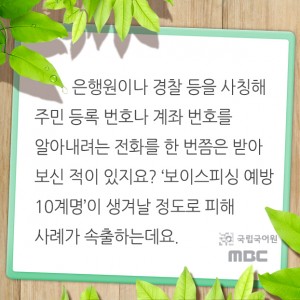 은행원이나 경찰 등을 사칭해
주민 등록 번호나 계좌 번호를
알아내려는 전화를 한 번쯤은 받아
보신 적이 있지요? ‘보이스피싱 예방
10계명’이 생겨날 정도로 피해
사례가 속출하는데요.
국립국어원
MBC